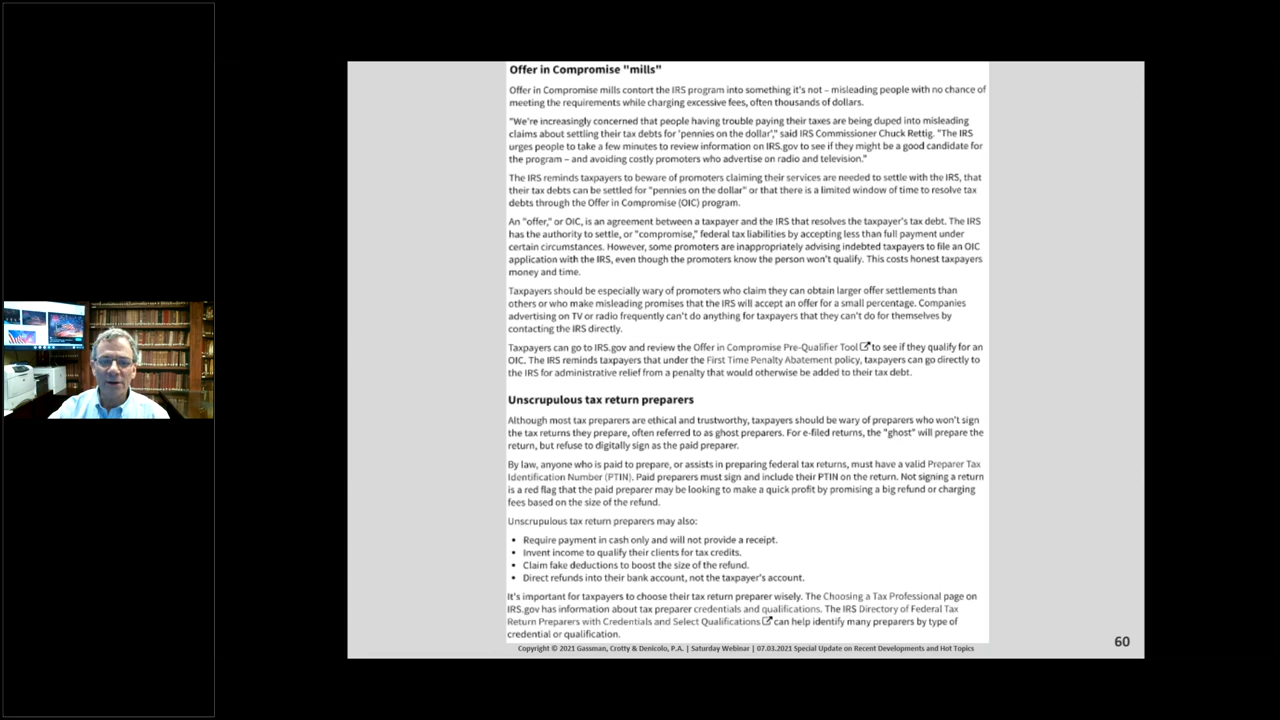 Offer in Compromise "mills"
Offer in Compromise mills contort the IRS program into something it's not – misleading people with no chance of
meeting the requirements while charging excessive fees, often thousands of dollars.
"We're increasingly concerned that people having trouble paying their taxes are being duped into misleading
claims about settling their tax debts for 'pennies on the dollar'," said IRS Commissioner Chuck Rettig. "The IRS
urges people to take a few minutes to review information on IRS.gov to see if they might be a good candidate for
the program – and avoiding costly promoters who advertise on radio and television."
The IRS reminds taxpayers to beware of promoters claiming their services are needed to settle with the IRS, that
their tax debts can be settled for "pennies on the dollar" or that there is a limited window of time to resolve tax
debts through the Offer in Compromise (OIC) program.
An "offer," or OIC, is an agreement between a taxpayer and the IRS that resolves the taxpayer's tax debt. The IRS
has the authority to settle, or "compromise," federal tax liabilities by accepting less than full payment under
certain circumstances. However, some promoters are inappropriately advising indebted taxpayers to file an OIC
application with the IRS, even though the promoters know the person won't qualify. This costs honest taxpayers
money and time.
Taxpayers should be especially wary of promoters who claim they can obtain larger offer settlements than
others or who make misleading promises that the IRS will accept an offer for a small percentage. Companies
advertising on TV or radio frequently can't do anything for taxpayers that they can't do for themselves by
contacting the IRS directly.
Taxpayers can go to IRS.gov and review the Offer in Compromise Pre-Qualifier Tool to see if they qualify for an
OIC. The IRS reminds taxpayers that under the First Time Penalty Abatement policy, taxpayers can go directly to
the IRS for administrative relief from a penalty that would otherwise be added to their tax debt.
Unscrupulous tax return preparers
Although most tax preparers are ethical and trustworthy, taxpayers should be wary of preparers who won't sign
the tax returns they prepare, often referred to as ghost preparers. For e-filed returns, the "ghost" will prepare the
return, but refuse to digitally sign as the paid preparer.
By law, anyone who is paid to prepare, or assists in preparing federal tax returns, must have a valid Preparer Tax
Identification Number (PTIN). Paid preparers must sign and include their PTIN on the return. Not signing a return
is a red flag that the paid preparer may be looking to make a quick profit by promising a big refund or charging
fees based on the size of the refund.
Unscrupulous tax return preparers may also:
• Require payment in cash only and will not provide a receipt.
• Invent income to qualify their clients for tax credits.
• Claim fake deductions to boost the size of the refund.
• Direct refunds into their bank account, not the taxpayer's account.
It's important for taxpayers to choose their tax return preparer wisely. The Choosing a Tax Professional page on
IRS.gov has information about tax preparer credentials and qualifications. The IRS Directory of Federal Tax
Return Preparers with Credentials and Select Qualifications can help identify many preparers by type of
credential or qualification.
Copyright © 2021 Gassman, Crotty & Denicolo, P.A. | Saturday Webinar | 07.03.2021 Special Update on Recent Developments and Hot Topics
60